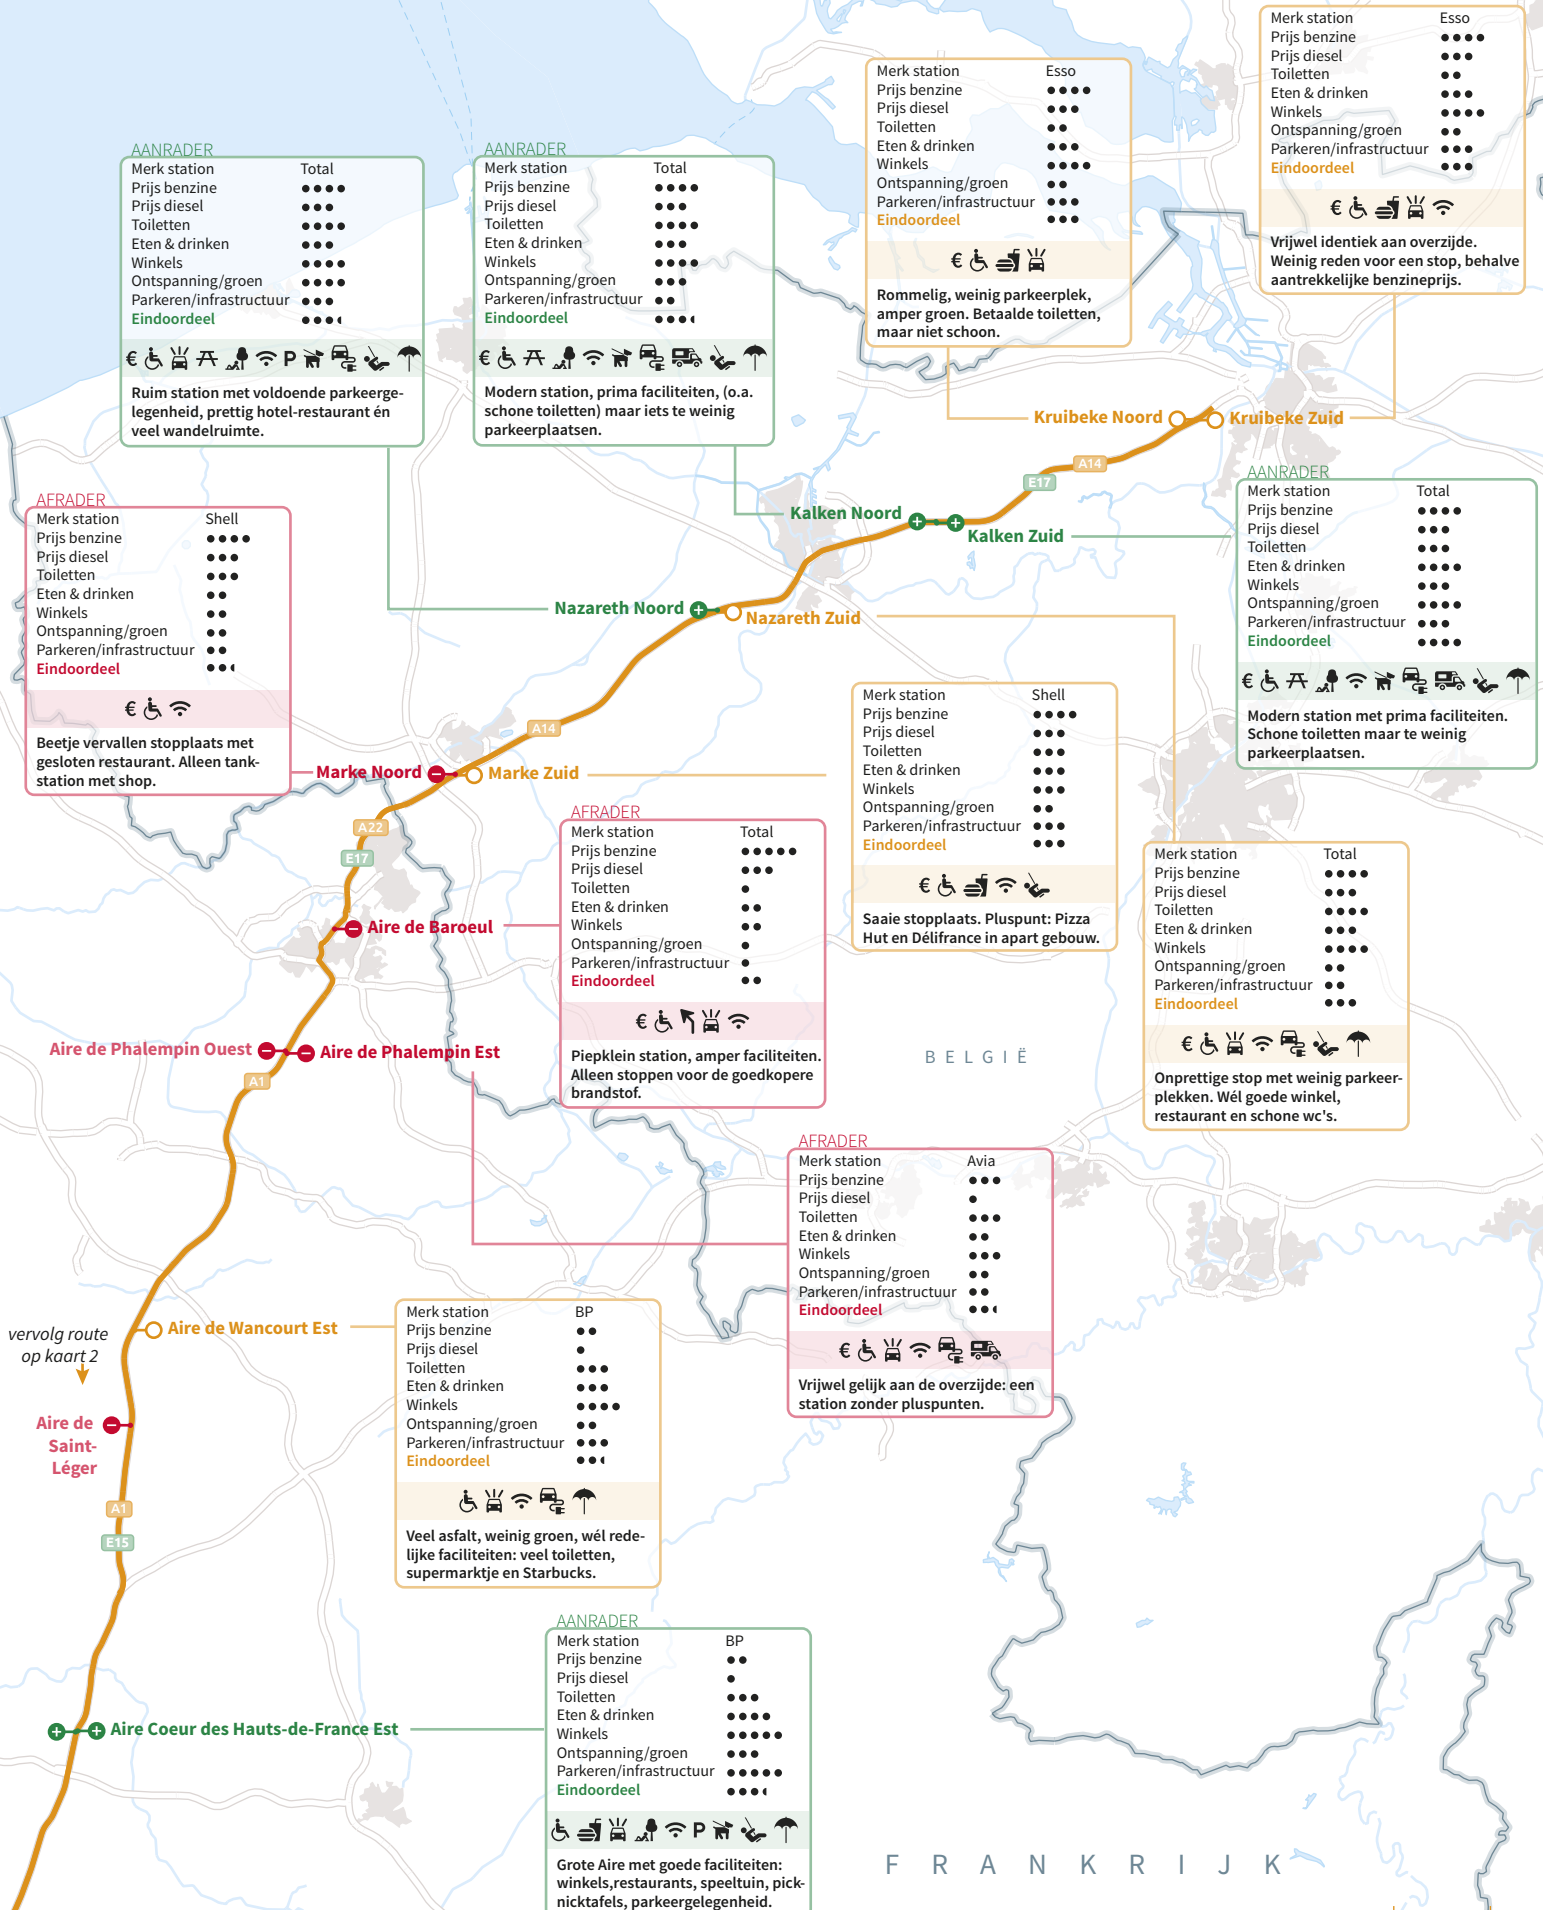 Merk station Esso
Prijs benzine
Prijs diesel
Toiletten
Eten & drinken
Winkels
Ontspanning/groen
Parkeren/infrastructuur
Eindoordeel
€
Vrijwel identiek aan overzijde.
Weinig reden voor een stop, behalve
aantrekkelijke benzineprijs.
Merk station Esso
Prijs benzine
Prijs diesel
Toiletten
Eten & drinken
Winkels
Ontspanning/groen
Parkeren/infrastructuur
Eindoordeel
€
Rommelig, weinig parkeerplek,
amper groen. Betaalde toiletten,
maar niet schoon.
AANRADER
Merk station Total
Prijs benzine
Prijs diesel
Toiletten
Eten & drinken
Winkels
Ontspanning/groen
Parkeren/infrastructuur
Eindoordeel
€ P
Ruim station met voldoende parkeerge-
legenheid, prettig hotel-restaurant én
veel wandelruimte.
AANRADER
Merk station Total
Prijs benzine
Prijs diesel
Toiletten
Eten & drinken
Winkels
Ontspanning/groen
Parkeren/infrastructuur
Eindoordeel
€
Modern station, prima faciliteiten, (o.a.
schone toiletten) maar iets te weinig
parkeerplaatsen.
Kruibeke Noord
Kruibeke Zuid
A14
E17
Kalken Noord
Kalken Zuid
AANRADER
Merk station Total
Prijs benzine
Prijs diesel
Toiletten
Eten & drinken
Winkels
Ontspanning/groen
Parkeren/infrastructuur
Eindoordeel
€
Modern station met prima faciliteiten.
Schone toiletten maar te weinig
parkeerplaatsen.
AFRADER
Merk station Shell
Prijs benzine
Prijs diesel
Toiletten
Eten & drinken
Winkels
Ontspanning/groen
Parkeren/infrastructuur
Eindoordeel
€
Beetje vervallen stopplaats met
gesloten restaurant. Alleen tank-
station met shop.
Nazareth Noord
Nazareth Zuid
A14
Marke Noord
Marke Zuid
Merk station Shell
Prijs benzine
Prijs diesel
Toiletten
Eten & drinken
Winkels
Ontspanning/groen
Parkeren/infrastructuur
Eindoordeel
€
Saaie stopplaats. Pluspunt: Pizza
Hut en Délifrance in apart gebouw.
A22
E17
AFRADER
Merk station Total
Prijs benzine
Prijs diesel
Toiletten
Eten & drinken
Winkels
Ontspanning/groen
Parkeren/infrastructuur
Eindoordeel
€
Piepklein station, amper faciliteiten.
Alleen stoppen voor de goedkopere
brandstof.
Merk station Total
Prijs benzine
Prijs diesel
Toiletten
Eten & drinken
Winkels
Ontspanning/groen
Parkeren/infrastructuur
Eindoordeel
€
Onprettige stop met weinig parkeer-
plekken. Wél goede winkel,
restaurant en schone wc's.
Aire de Baroeul
Aire de Phalempin Ouest
Aire de Phalempin Est
A1
BELGIË
AFRADER
Merk station Avia
Prijs benzine
Prijs diesel
Toiletten
Eten & drinken
Winkels
Ontspanning/groen
Parkeren/infrastructuur
Eindoordeel
€
Vrijwel gelijk aan de overzijde: een
station zonder pluspunten.
vervolg route
op kaart 2
Aire de Wancourt Est
Merk station BP
Prijs benzine
Prijs diesel
Toiletten
Eten & drinken
Winkels
Ontspanning/groen
Parkeren/infrastructuur
Eindoordeel
Veel asfalt, weinig groen, wél rede-
lijke faciliteiten: veel toiletten,
supermarktje en Starbucks.
Aire de
Saint-
Léger
A1
E15
Aire Coeur des Hauts-de-France Est
AANRADER
Merk station BP
Prijs benzine
Prijs diesel
Toiletten
Eten & drinken
Winkels
Ontspanning/groen
Parkeren/infrastructuur
Eindoordeel
P
Grote Aire met goede faciliteiten:
winkels,restaurants, speeltuin, pick-
nicktafels, parkeergelegenheid.
FRANKRIJK